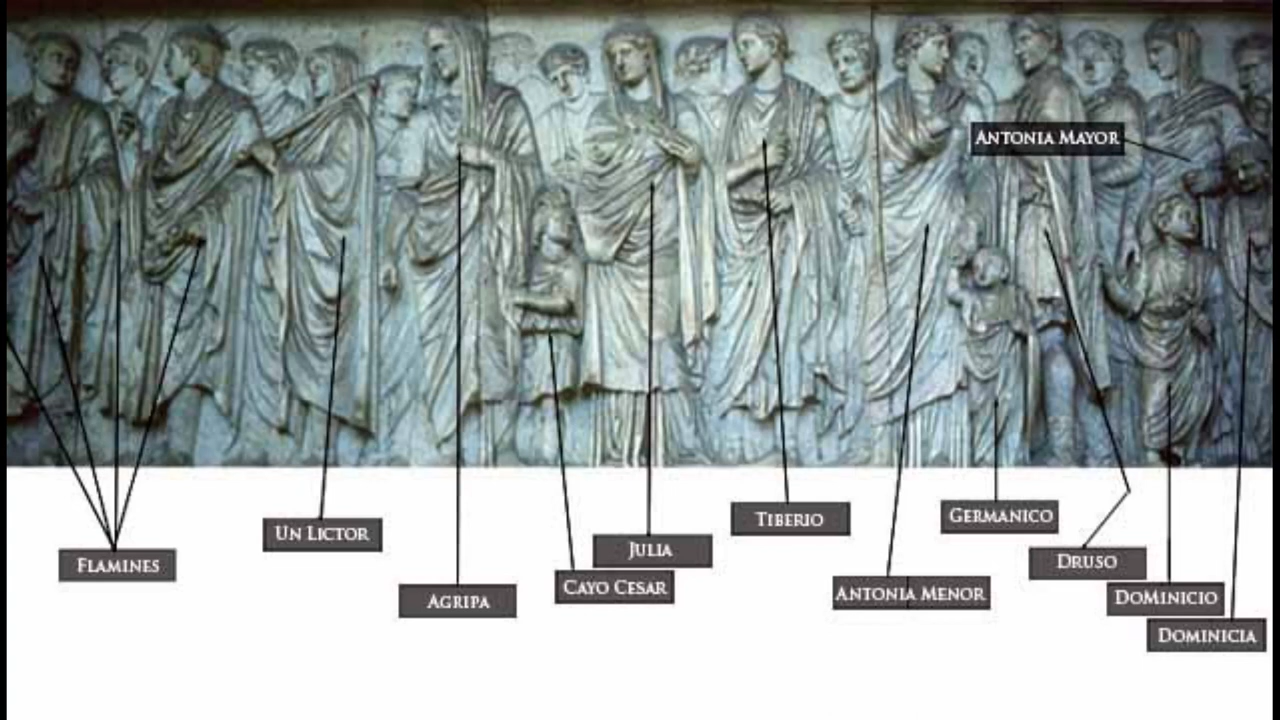 ANTONIA MAYOR
FLAMINES
UN LICTOR
AGRIPA
CAYO CESAR
JULIA
TIBERIO
ANTONIA MENOR
GERMANICO
DRUSO
DOMINICIO
DOMINICIA